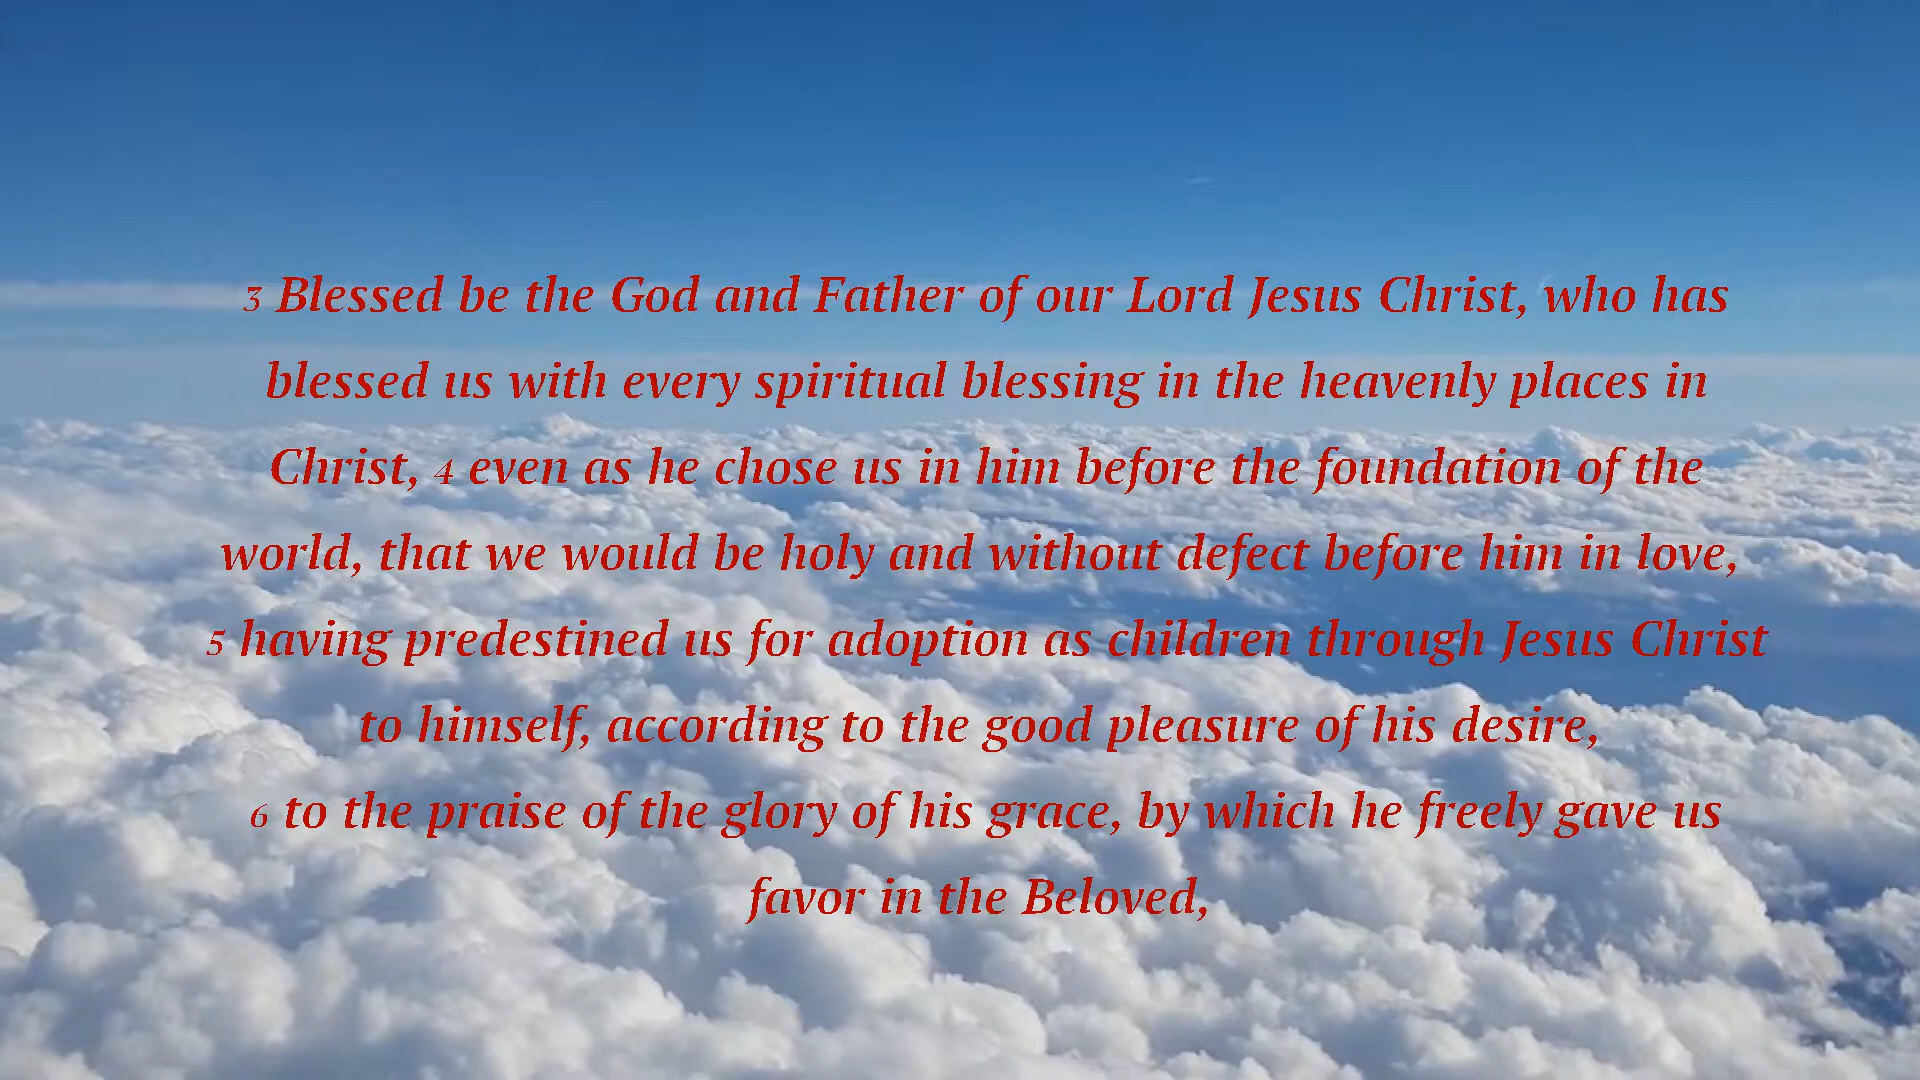 3 Blessed be the God and Father of our Lord Jesus Christ, who has
blessed us with every spiritual blessing in the heavenly places in
Christ, 4 even as he chose us in him before the foundation of the
world, that we would be holy and without defect before him in love,
5 having predestined us for adoption as children through Jesus Christ
to himself, according to the good pleasure of his desire,
6 to the praise of the glory of his grace, by which he freely gave us
favor in the Beloved,